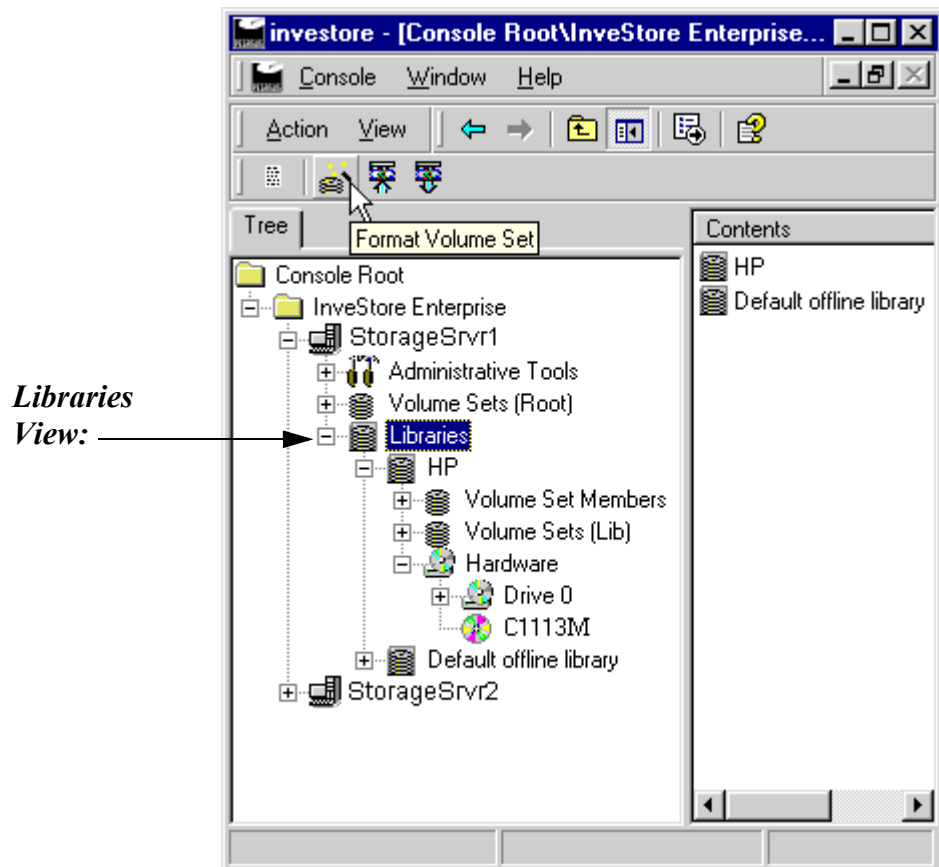 investore - [Console Root\InveStore Enterprise...
Console Window Help
Action View
Format Volume Set
Tree
Contents
Console Root
InveStore Enterprise
StorageSrvr1
Administrative Tools
Volume Sets (Root)
Libraries
HP
Volume Set Members
Volume Sets (Lib)
Hardware
Drive 0
C1113M
Default offline library
StorageSrvr2
HP
Default offline library
Libraries
View: